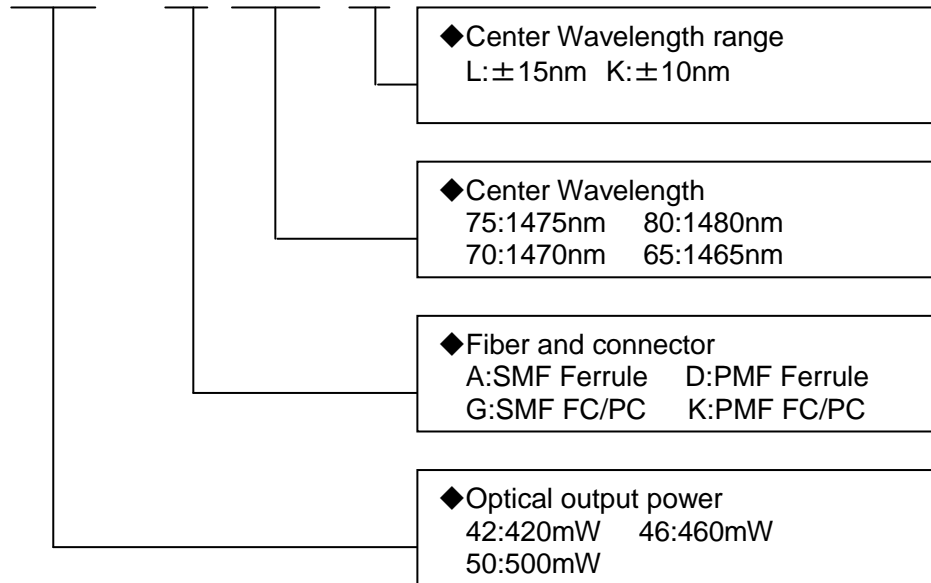 ◆Center Wavelength range
L:±15nm K:±10nm
◆Center Wavelength
75:1475nm 80:1480nm
70:1470nm 65:1465nm
◆Fiber and connector
A:SMF Ferrule D:PMF Ferrule
G:SMF FC/PC K:PMF FC/PC
◆Optical output power
42:420mW 46:460mW
50:500mW